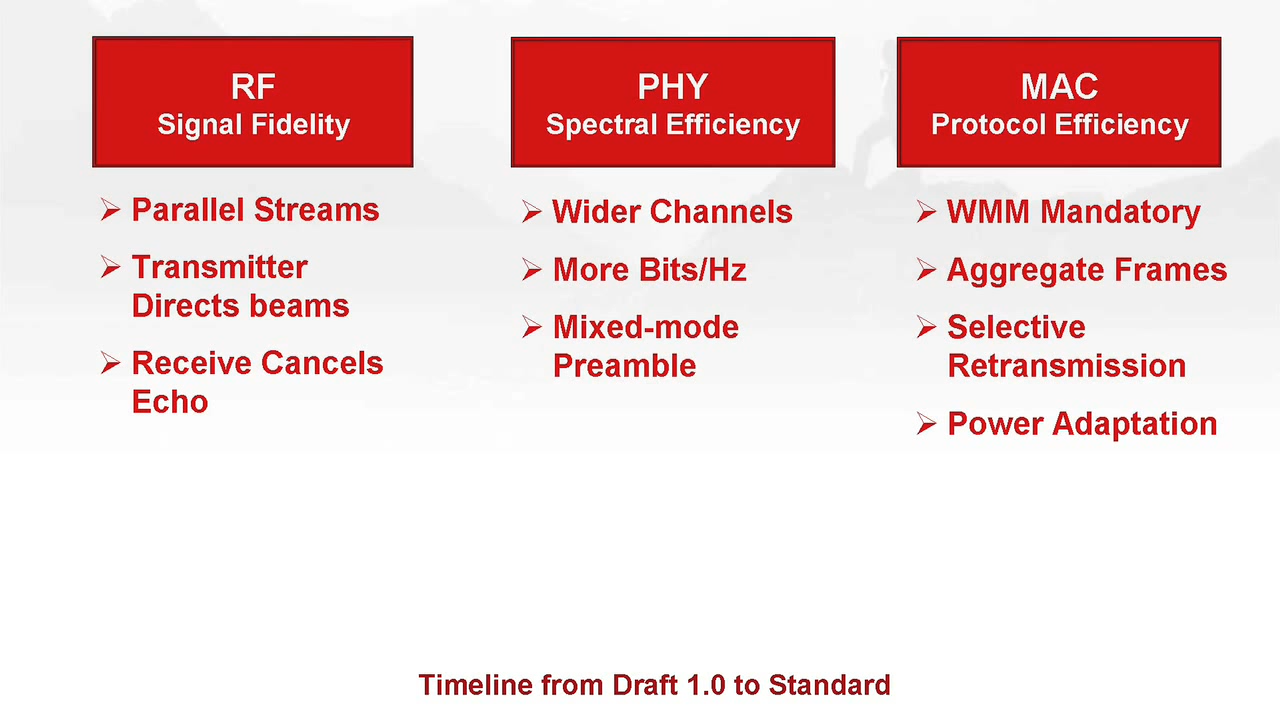 RF
Signal Fidelity
Parallel Streams
Transmitter
Directs beams
Receive Cancels
Echo
PHY
Spectral Efficiency
Wider Channels
More Bits/Hz
Mixed-mode
Preamble
MAC
Protocol Efficiency
WMM Mandatory
Aggregate Frames
Selective
Retransmission
Power Adaptation
Timeline from Draft 1.0 to Standard